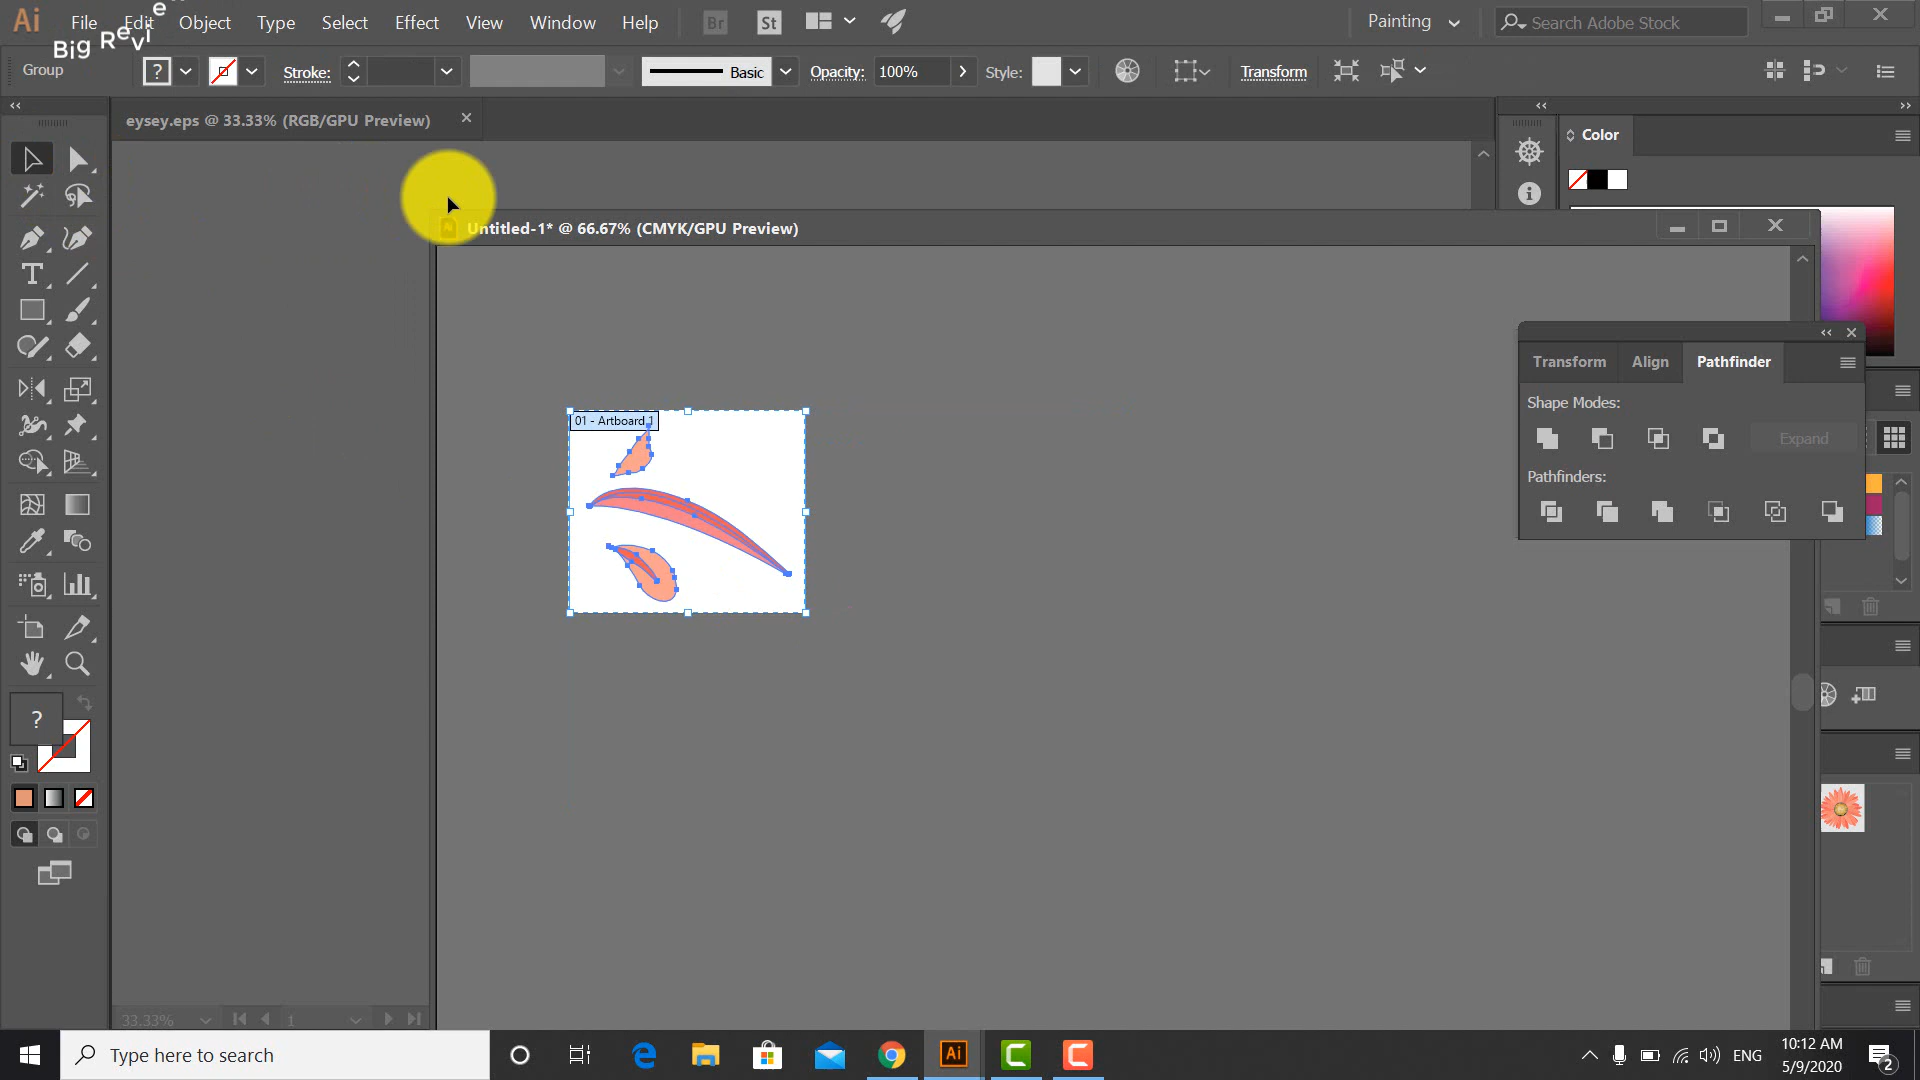 Ai File Edit Object Type Select Effect View Window Help Br St Painting Search Adobe Stock
Big Revie
Group ? Stroke: Basic Opacity: 100% Style: Transform
eysey.eps @ 33.33% (RGB/GPU Preview)
Color
Untitled-1* @ 66.67% (CMYK/GPU Preview)
Transform Align Pathfinder
Shape Modes:
01 - Artboard 1
Expand
Pathfinders:
?
33.33% 1
Type here to search
Ai
ENG
10:12 AM
5/9/2020
2